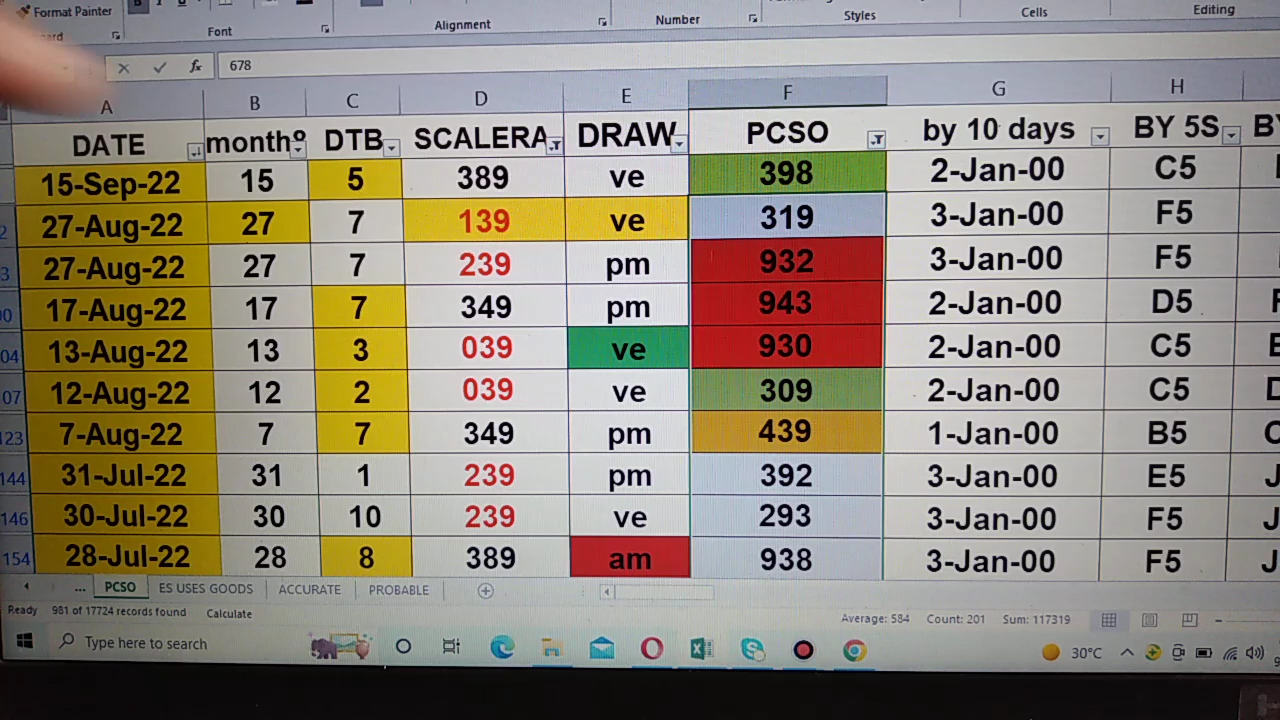 Format Painter
Font
Alignment
Number
Styles
Cells
Editing
fx 678
A B C D E F G H
DATE month DTB SCALERA DRAW PCSO by 10 days BY 5S
15-Sep-22 15 5 389 ve 398 2-Jan-00 C5
27-Aug-22 27 7 139 ve 319 3-Jan-00 F5
27-Aug-22 27 7 239 pm 932 3-Jan-00 F5
17-Aug-22 17 7 349 pm 943 2-Jan-00 D5
04 13-Aug-22 13 3 039 ve 930 2-Jan-00 C5
07 12-Aug-22 12 2 039 ve 309 2-Jan-00 C5
123 7-Aug-22 7 7 349 pm 439 1-Jan-00 B5
144 31-Jul-22 31 1 239 pm 392 3-Jan-00 E5
146 30-Jul-22 30 10 239 ve 293 3-Jan-00 F5
154 28-Jul-22 28 8 389 am 938 3-Jan-00 F5
... PCSO ES USES GOODS ACCURATE PROBABLE
Ready 981 of 17724 records found Calculate Average: 584 Count: 201 Sum: 117319
Type here to search 30°C